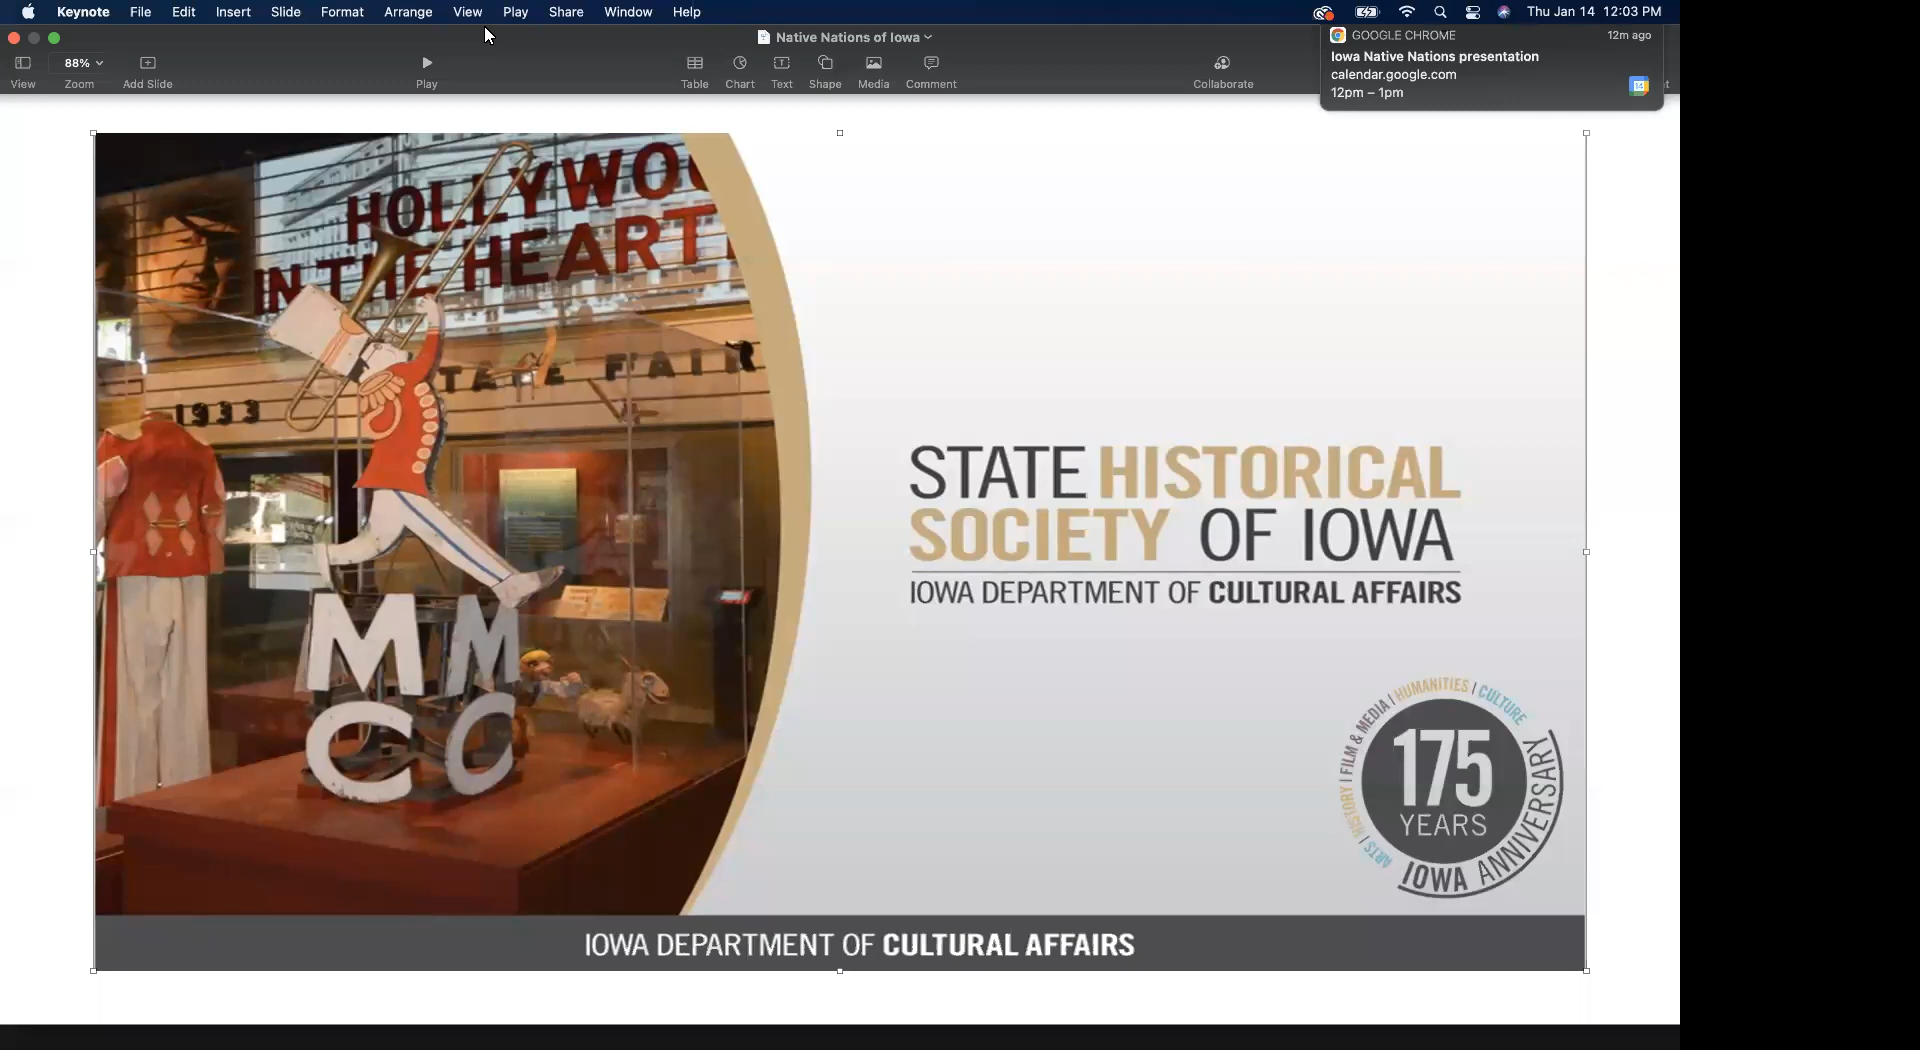 Keynote File Edit Insert Slide Format Arrange View Play Share Window Help Thu Jan 14 12:03 PM
Native Nations of Iowa
88%
View Zoom Add Slide Play Table Chart Text Shape Media Comment Collaborate
GOOGLE CHROME 12m ago
Iowa Native Nations presentation
calendar.google.com
12pm – 1pm
HOLLYWO
IN THE HEART
STATE FAIR
1933
M M
C C
STATE HISTORICAL
SOCIETY OF IOWA
IOWA DEPARTMENT OF CULTURAL AFFAIRS
ARTS | HISTORY | FILM & MEDIA | HUMANITIES | CULTURE
175
YEARS
IOWA ANNIVERSARY
IOWA DEPARTMENT OF CULTURAL AFFAIRS